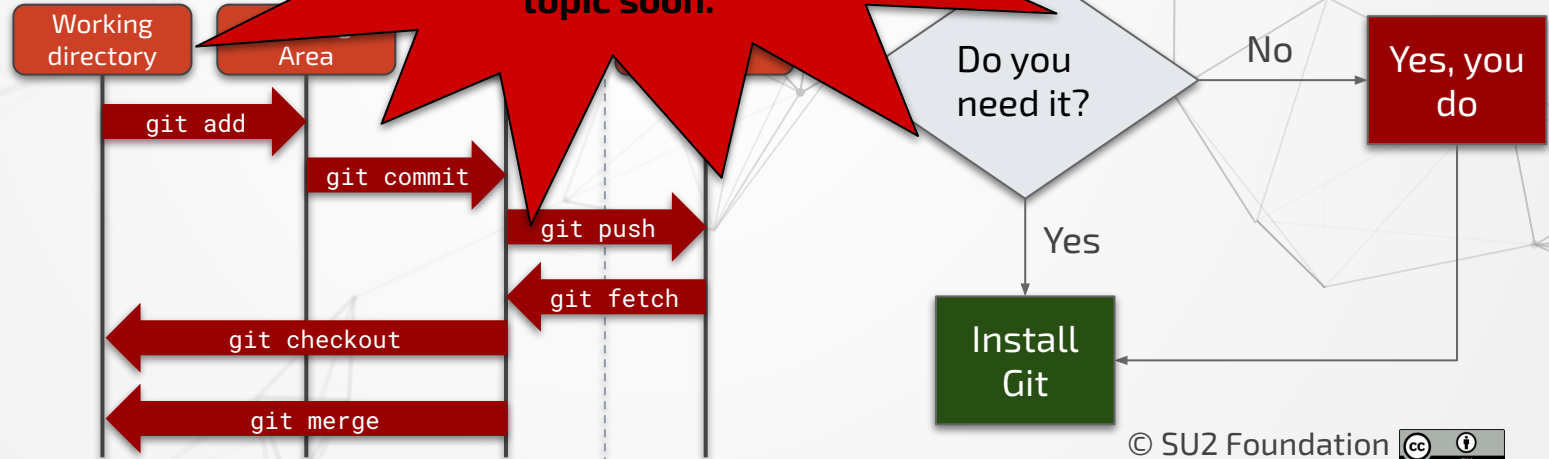 topic soon.
Working
directory
Area
git add
git commit
git push
git fetch
git checkout
git merge
Do you
need it?
No
Yes, you
do
Yes
Install
Git
© SU2 Foundation
cc